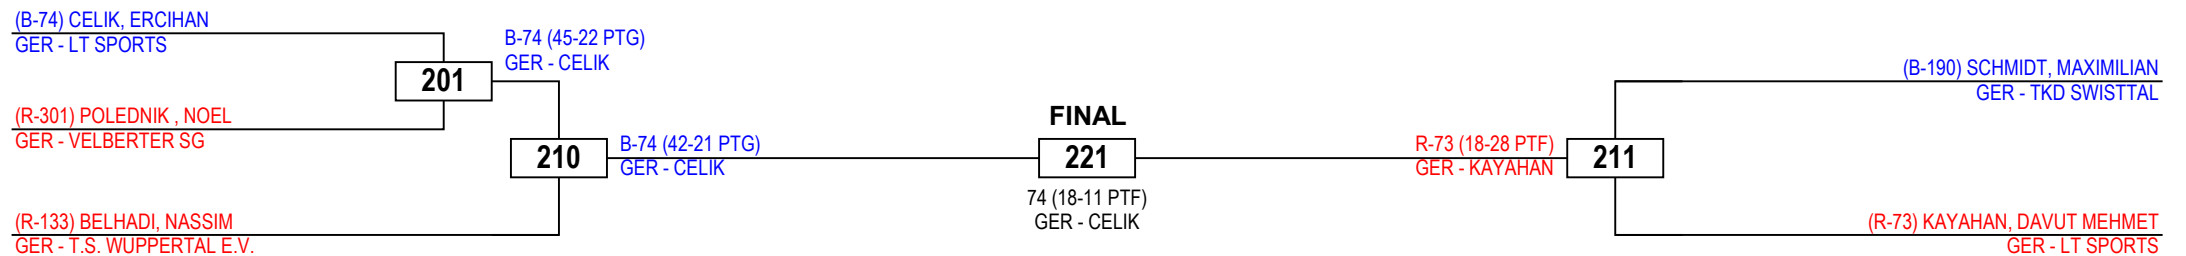 (B-74) CELIK, ERCIHAN
GER - LT SPORTS
B-74 (45-22 PTG)
GER - CELIK
201
(R-301) POLEDNIK , NOEL
GER - VELBERTER SG
210
B-74 (42-21 PTG)
GER - CELIK
(R-133) BELHADI, NASSIM
GER - T.S. WUPPERTAL E.V.
FINAL
221
74 (18-11 PTF)
GER - CELIK
R-73 (18-28 PTF)
GER - KAYAHAN
211
(B-190) SCHMIDT, MAXIMILIAN
GER - TKD SWISTTAL
(R-73) KAYAHAN, DAVUT MEHMET
GER - LT SPORTS